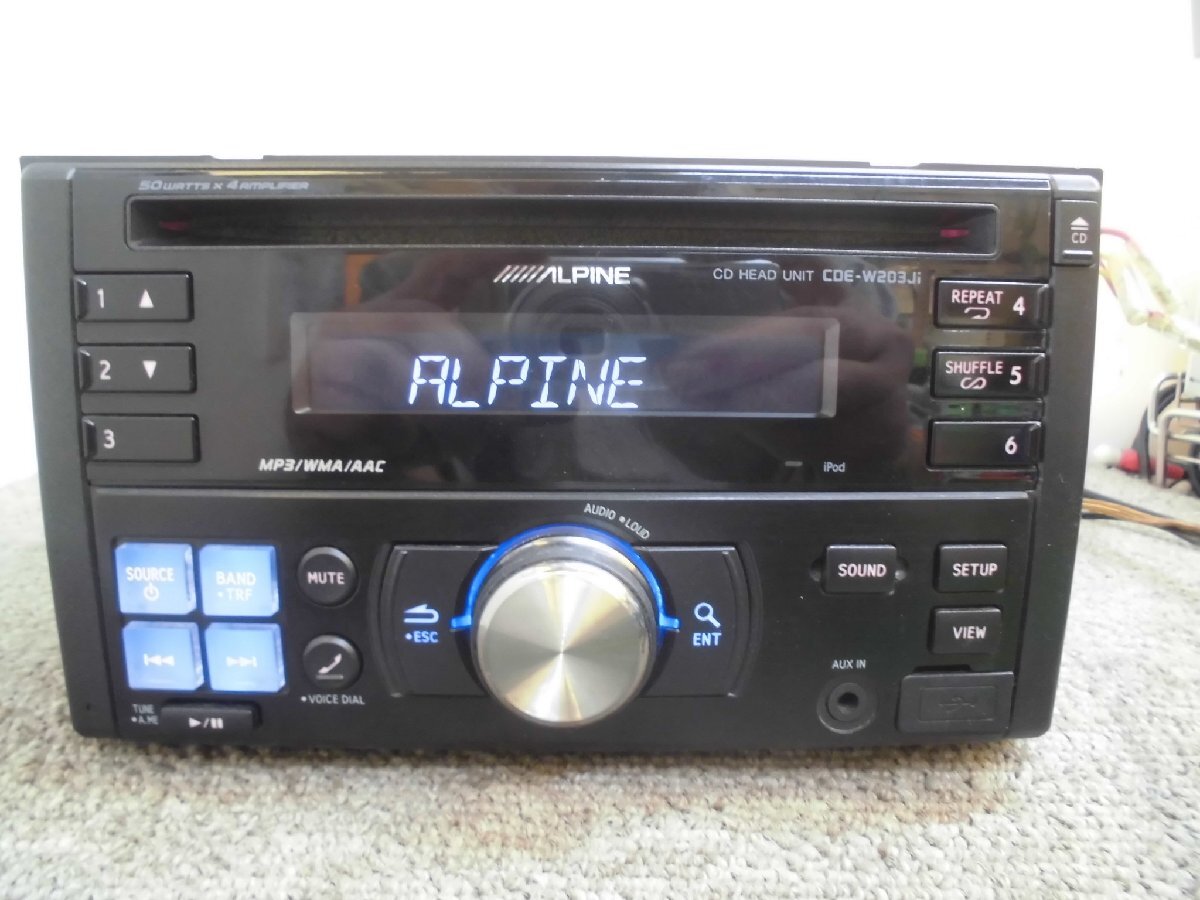 50WATTS × 4 AMPLIFIER
CD
ALPINE
CD HEAD UNIT CDE-W203Ji
1 ▲
REPEAT 4
ALPINE
2 ▼
SHUFFLE 5
3
6
MP3/WMA/AAC
iPod
AUDIO •LOUD
SOURCE
BAND
•TRF
MUTE
SOUND
SETUP
•ESC
ENT
VIEW
AUX IN
•VOICE DIAL
TUNE
•A.ME